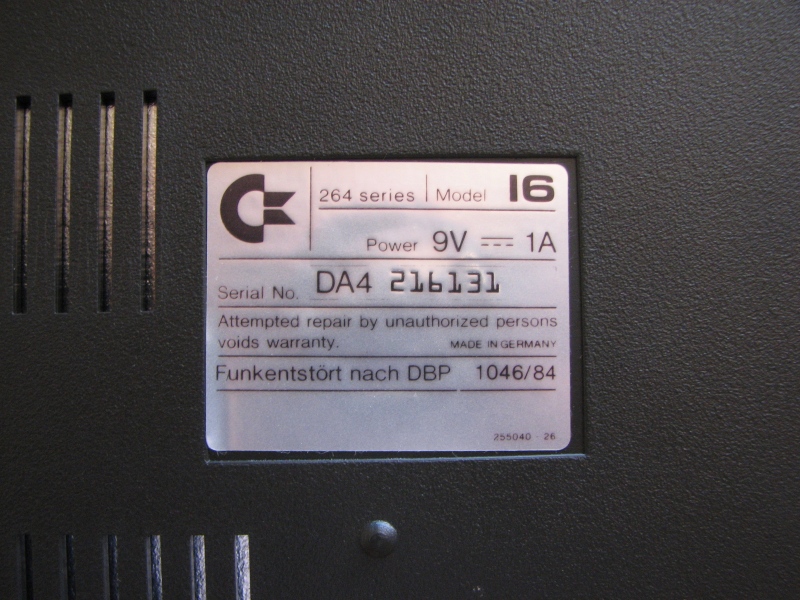 264 series Model 16
Power 9V 1A
Serial No. DA4 216131
Attempted repair by unauthorized persons
voids warranty. MADE IN GERMANY
Funkentstört nach DBP 1046/84
255040 - 26